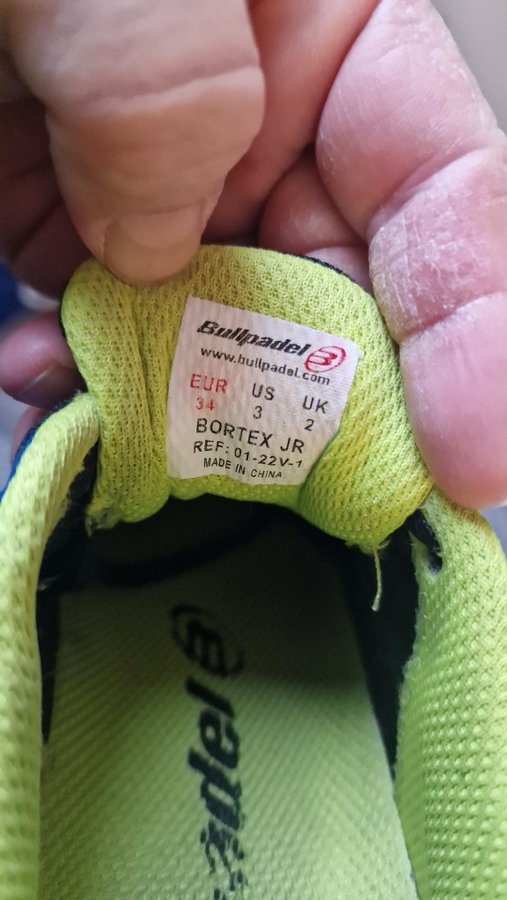 Bullpadel
www.bullpadel.com
EUR US UK
34 3 2
BORTEX JR
REF: 01-22V-1
MADE IN CHINA